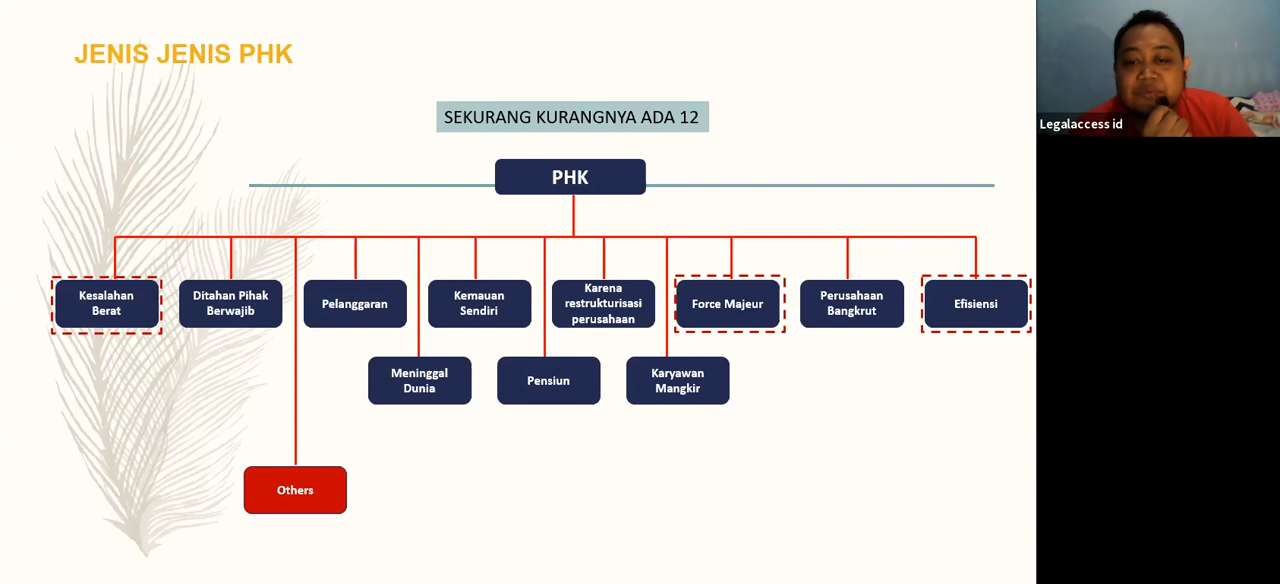 JENIS JENIS PHK
SEKURANG KURANGNYA ADA 12
PHK
Kesalahan
Berat
Ditahan Pihak
Berwajib
Pelanggaran
Kemauan
Sendiri
Karena
restrukturisasi
perusahaan
Force Majeur
Perusahaan
Bangkrut
Efisiensi
Meninggal
Dunia
Pensiun
Karyawan
Mangkir
Others
Legalaccess id